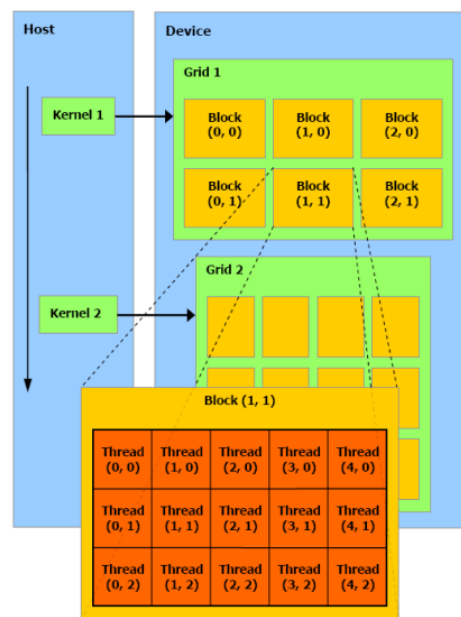 Host
Device
Grid 1
Kernel 1
Block
(0, 0)
Block
(1, 0)
Block
(2, 0)
Block
(0, 1)
Block
(1, 1)
Block
(2, 1)
Grid 2
Kernel 2
Block (1, 1)
Thread
(0, 0)
Thread
(1, 0)
Thread
(2, 0)
Thread
(3, 0)
Thread
(4, 0)
Thread
(0, 1)
Thread
(1, 1)
Thread
(2, 1)
Thread
(3, 1)
Thread
(4, 1)
Thread
(0, 2)
Thread
(1, 2)
Thread
(2, 2)
Thread
(3, 2)
Thread
(4, 2)